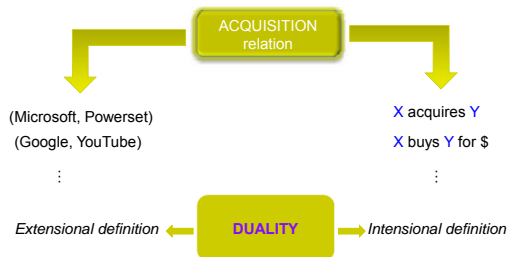 ACQUISITION
relation
(Microsoft, Powerset)
(Google, YouTube)
⋮
X acquires Y
X buys Y for $
⋮
Extensional definition
DUALITY
Intensional definition